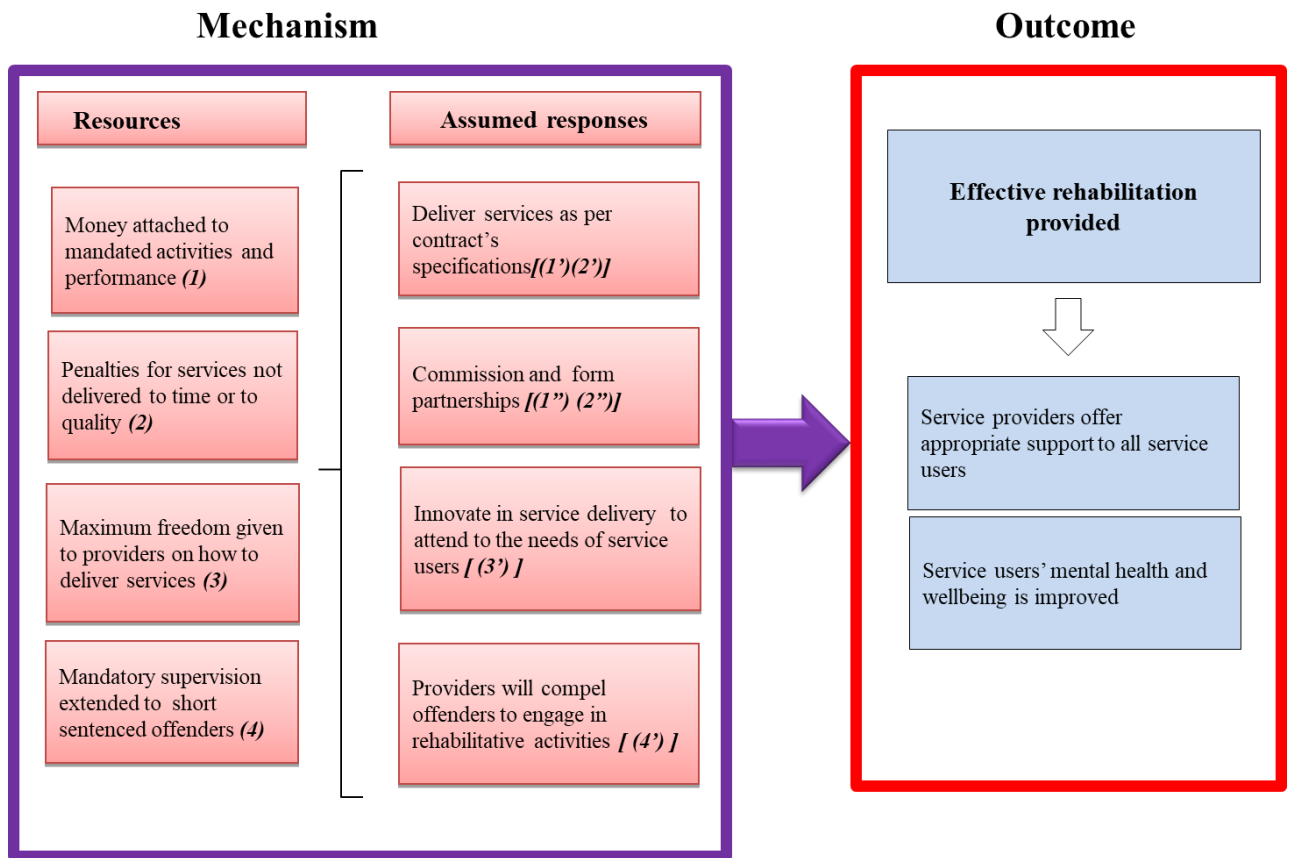 Mechanism
Outcome
Resources
Assumed responses
Money attached to
mandated activities and
performance (1)
Penalties for services not
delivered to time or to
quality (2)
Maximum freedom given
to providers on how to
deliver services (3)
Mandatory supervision
extended to short
sentenced offenders (4)
Deliver services as per
contract’s
specifications[(1’)(2’)]
Commission and form
partnerships [(1”) (2”)]
Innovate in service delivery to
attend to the needs of service
users [ (3’) ]
Providers will compel
offenders to engage in
rehabilitative activities [ (4’) ]
Effective rehabilitation
provided
Service providers offer
appropriate support to all service
users
Service users’ mental health and
wellbeing is improved